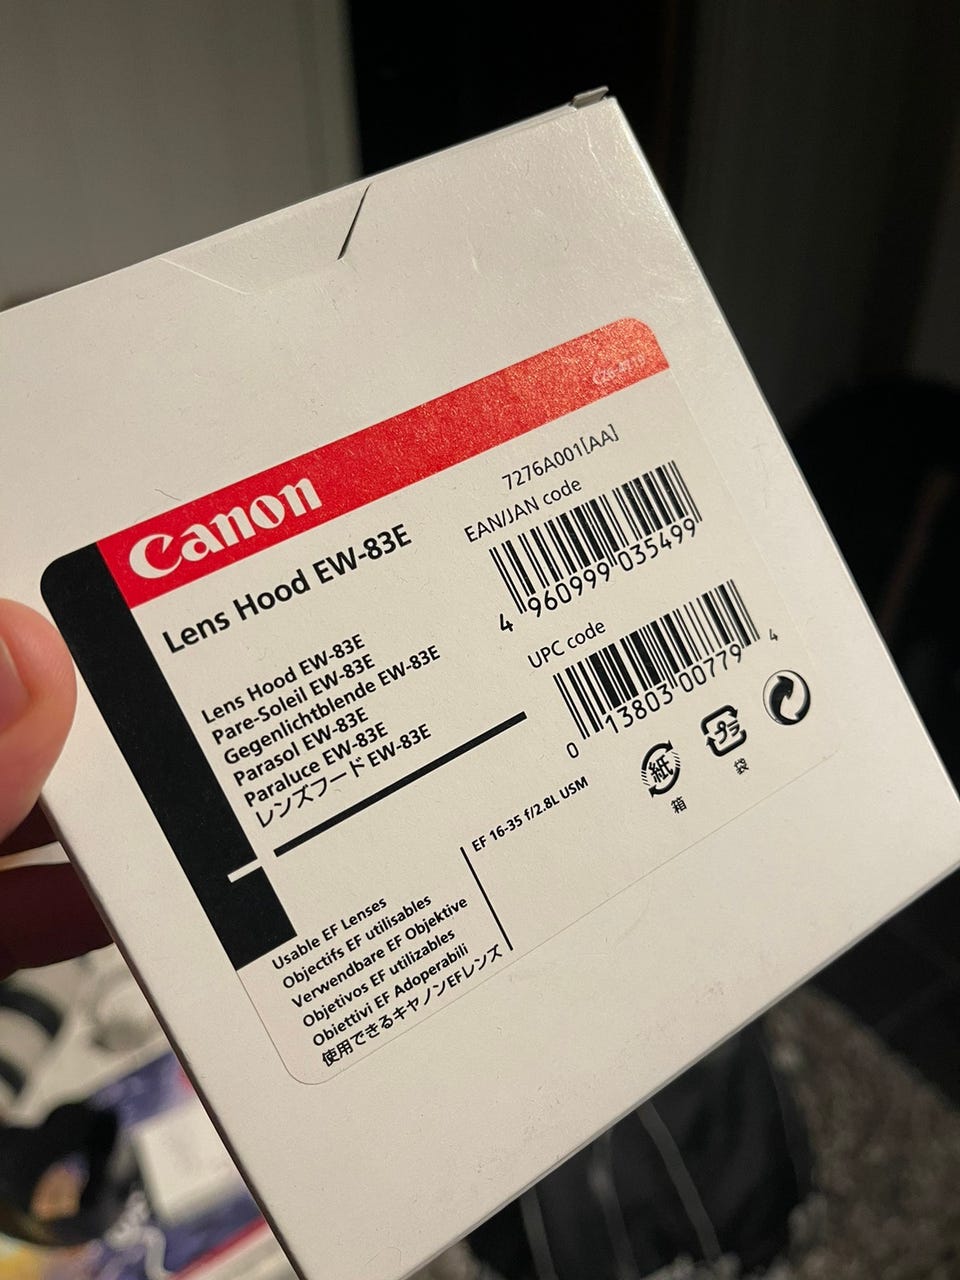 Canon
Lens Hood EW-83E
7276A001[AA]
EAN/JAN code
4 960999 035499
UPC code
0 13803 00779 4
Lens Hood EW-83E
Pare-Soleil EW-83E
Gegenlichtblende EW-83E
Parasol EW-83E
Paraluce EW-83E
レンズフード EW-83E
紙
箱
プラ
袋
Usable EF Lenses
Objectifs EF utilisables
Verwendbare EF Objektive
Objetivos EF utilizables
Obiettivi EF Adoperabili
使用できるキヤノンEFレンズ
EF 16-35 f/2.8L USM